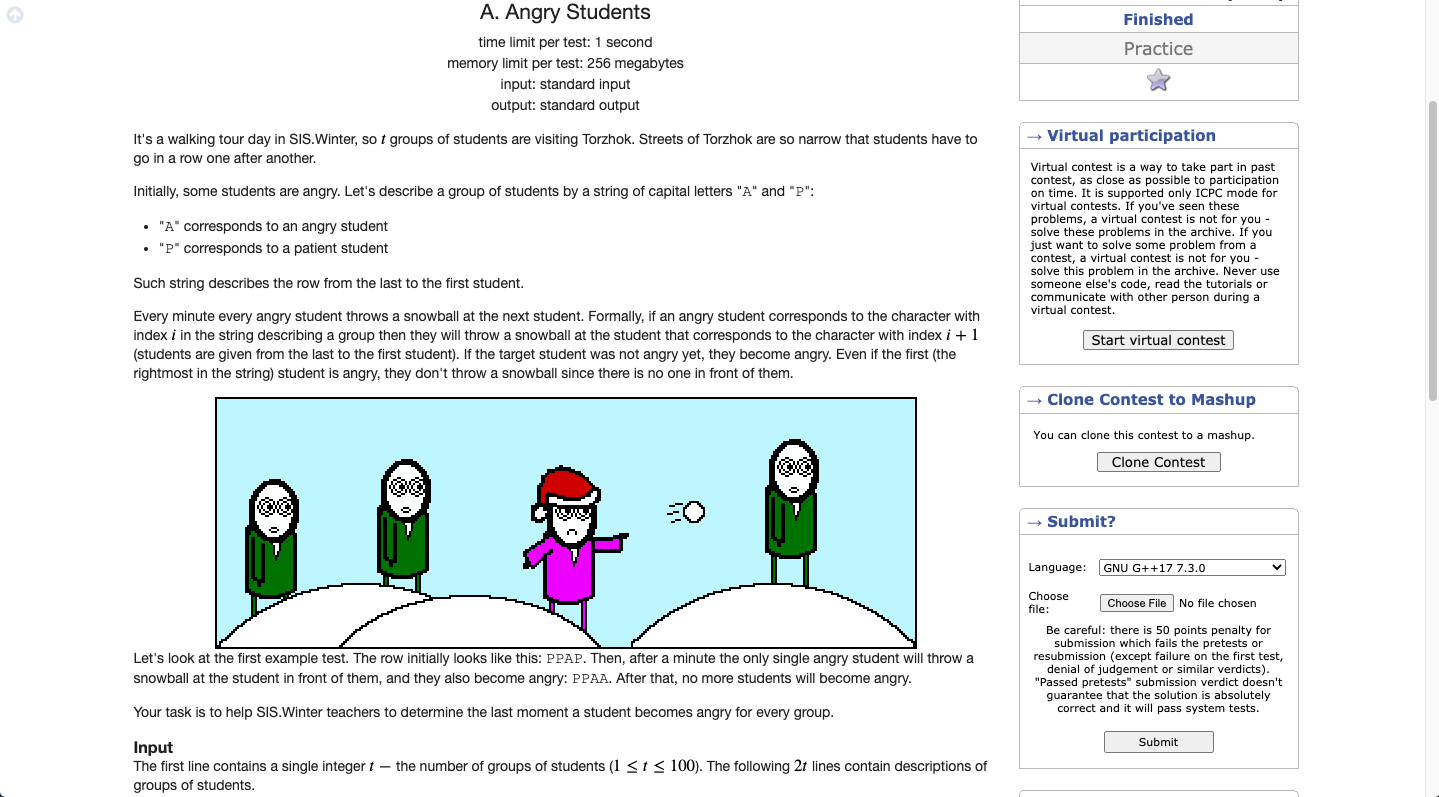 A. Angry Students
time limit per test: 1 second
memory limit per test: 256 megabytes
input: standard input
output: standard output
It's a walking tour day in SIS.Winter, so t groups of students are visiting Torzhok. Streets of Torzhok are so narrow that students have to
go in a row one after another.
Initially, some students are angry. Let's describe a group of students by a string of capital letters "A" and "P":
• "A" corresponds to an angry student
• "P" corresponds to a patient student
Such string describes the row from the last to the first student.
Every minute every angry student throws a snowball at the next student. Formally, if an angry student corresponds to the character with
index i in the string describing a group then they will throw a snowball at the student that corresponds to the character with index i + 1
(students are given from the last to the first student). If the target student was not angry yet, they become angry. Even if the first (the
rightmost in the string) student is angry, they don't throw a snowball since there is no one in front of them.
Let's look at the first example test. The row initially looks like this: PPAP. Then, after a minute the only single angry student will throw a
snowball at the student in front of them, and they also become angry: PPAA. After that, no more students will become angry.
Your task is to help SIS.Winter teachers to determine the last moment a student becomes angry for every group.
Input
The first line contains a single integer t — the number of groups of students (1 ≤ t ≤ 100). The following 2t lines contain descriptions of
groups of students.
Finished
Practice
→ Virtual participation
Virtual contest is a way to take part in past
contest, as close as possible to participation
on time. It is supported only ICPC mode for
virtual contests. If you've seen these
problems, a virtual contest is not for you -
solve these problems in the archive. If you
just want to solve some problem from a
contest, a virtual contest is not for you -
solve this problem in the archive. Never use
someone else's code, read the tutorials or
communicate with other person during a
virtual contest.
Start virtual contest
→ Clone Contest to Mashup
You can clone this contest to a mashup.
Clone Contest
→ Submit?
Language: GNU G++17 7.3.0
Choose
file: Choose File No file chosen
Be careful: there is 50 points penalty for
submission which fails the pretests or
resubmission (except failure on the first test,
denial of judgement or similar verdicts).
"Passed pretests" submission verdict doesn't
guarantee that the solution is absolutely
correct and it will pass system tests.
Submit